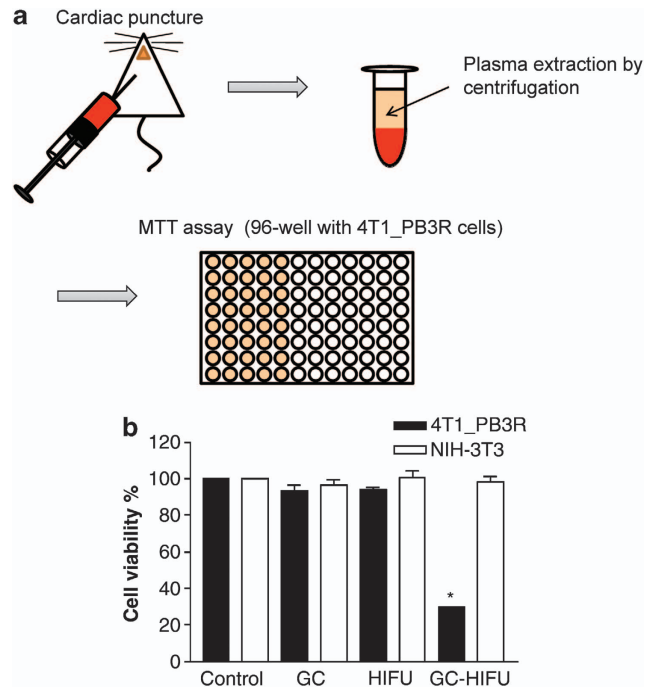 a
Cardiac puncture
Plasma extraction by
centrifugation
MTT assay (96-well with 4T1_PB3R cells)
b
4T1_PB3R
NIH-3T3
Cell viability %
120
100
80
60
40
20
0
*
Control GC HIFU GC-HIFU